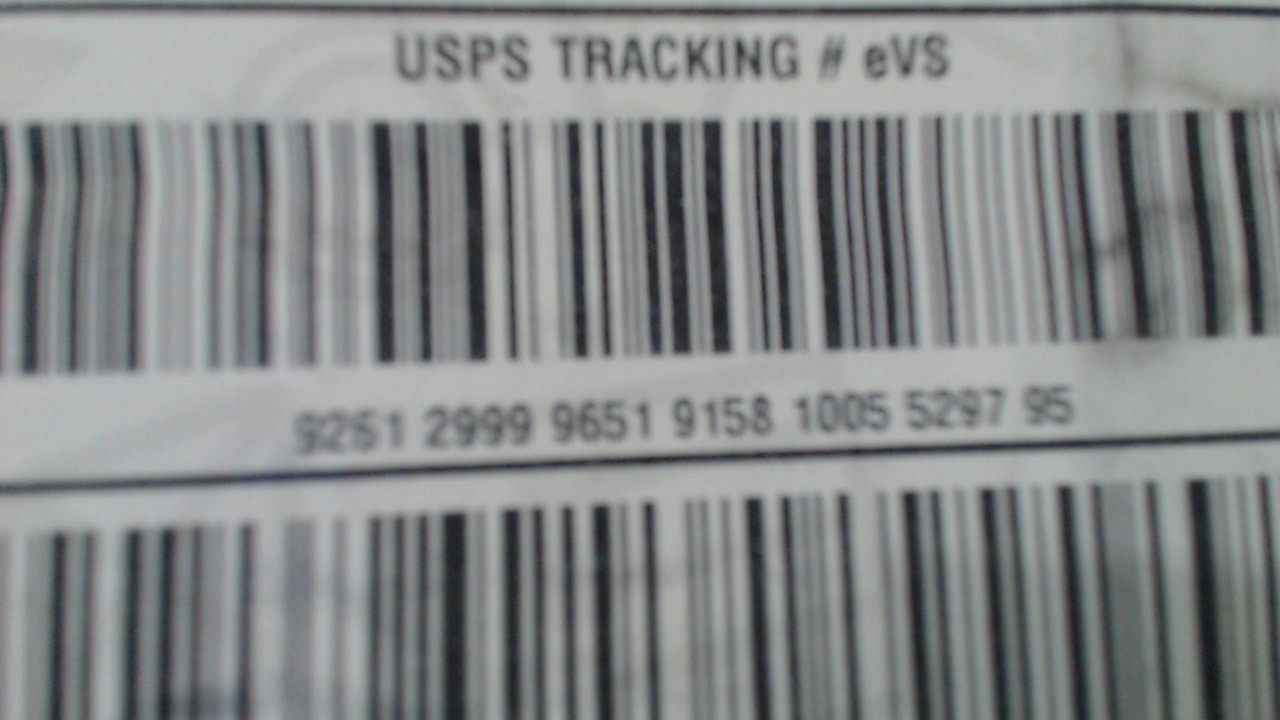 USPS TRACKING # eVS
9261 2999 9651 9158 1005 5297 95